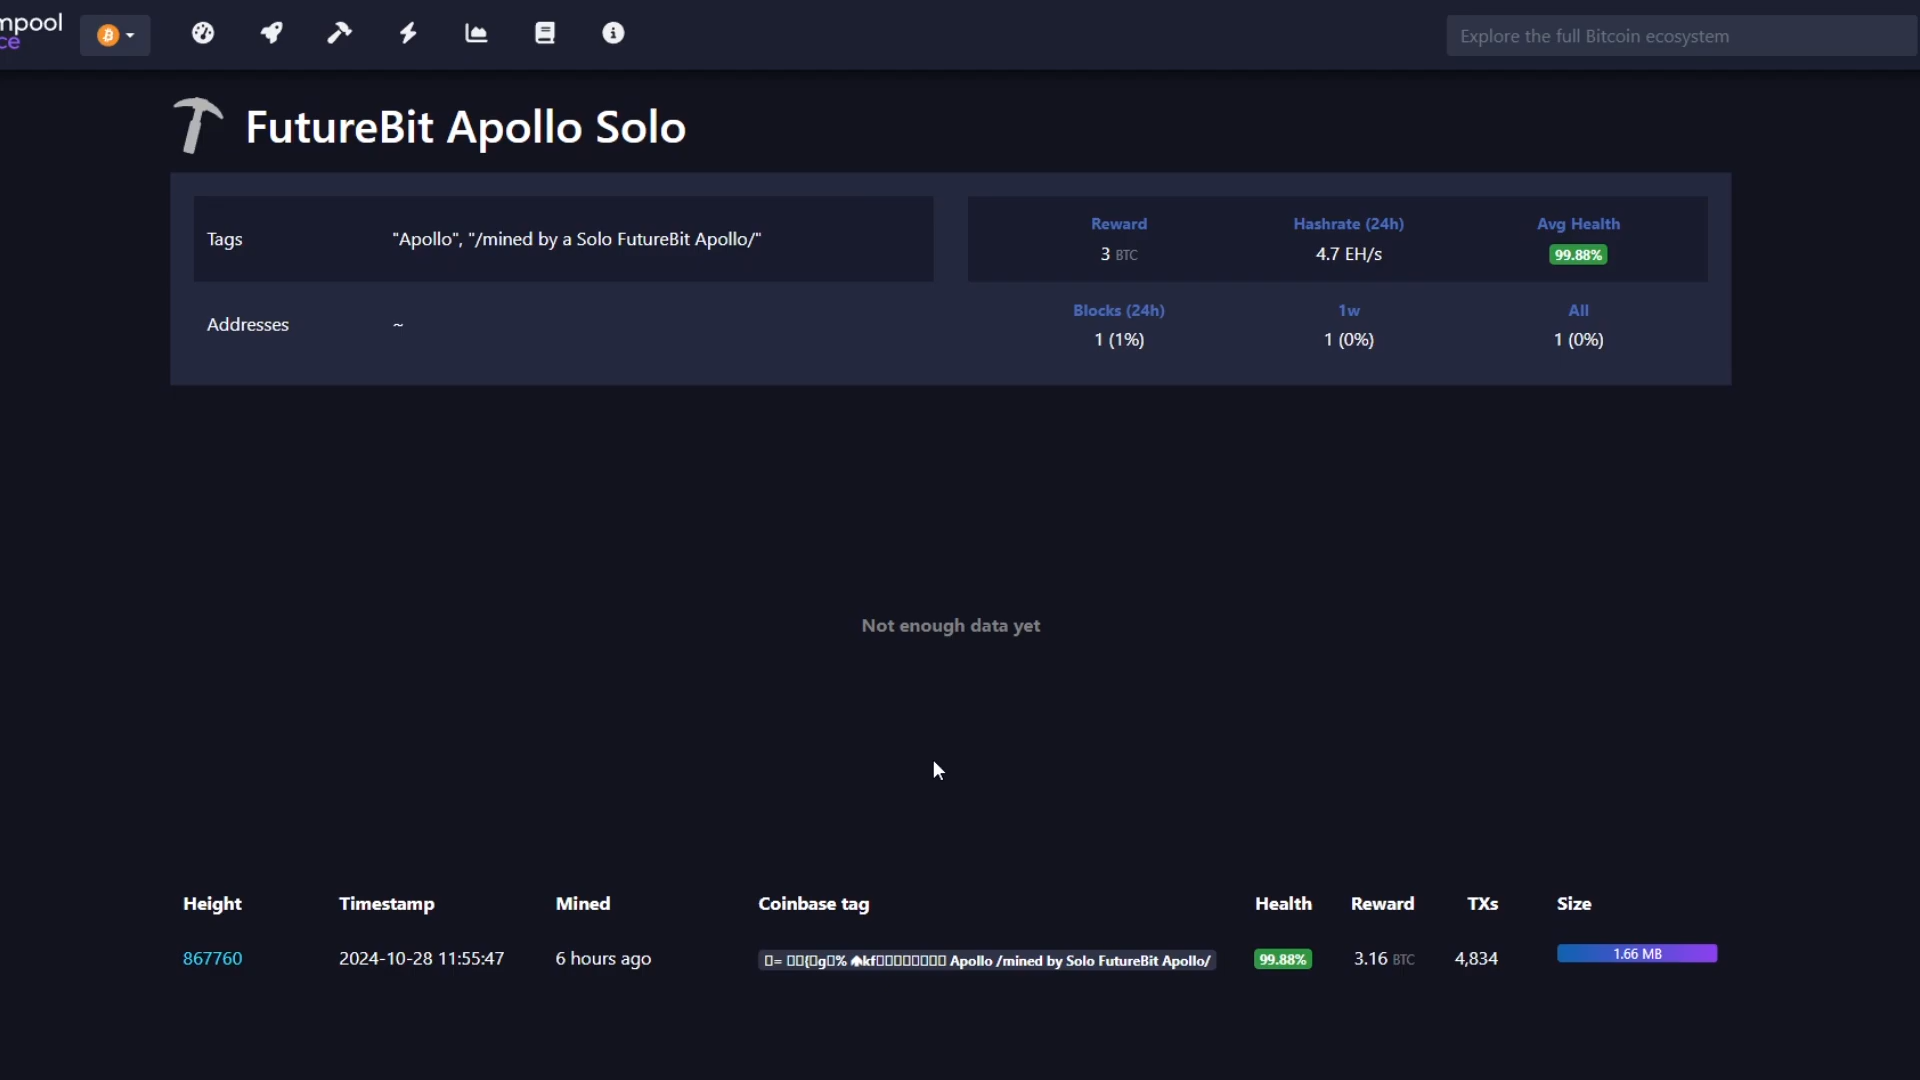 mpool
ce
Explore the full Bitcoin ecosystem
FutureBit Apollo Solo
Tags "Apollo", "/mined by a Solo FutureBit Apollo/"
Addresses ~
Reward Hashrate (24h) Avg Health
3 BTC 4.7 EH/s 99.88%
Blocks (24h) 1w All
1 (1%) 1 (0%) 1 (0%)
Not enough data yet
Height Timestamp Mined Coinbase tag Health Reward TXs Size
867760 2024-10-28 11:55:47 6 hours ago Apollo /mined by Solo FutureBit Apollo/ 99.88% 3.16 BTC 4,834 1.66 MB